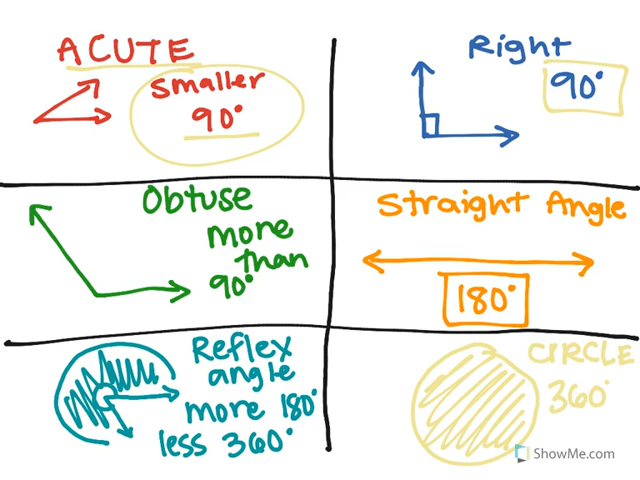 ACUTE
smaller
90°
Right
90°
Obtuse
more
than
90°
Straight Angle
180°
Reflex
angle
more 180°
less 360°
CIRCLE
360°
ShowMe.com